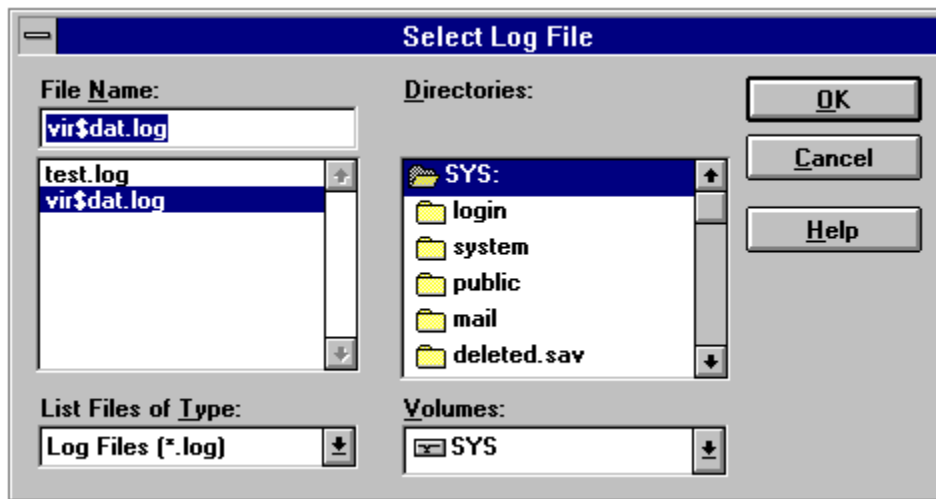 Select Log File
File Name:
vir$dat.log
test.log
vir$dat.log
List Files of Type:
Log Files (*.log)
Directories:
SYS:
login
system
public
mail
deleted.sav
Volumes:
SYS
OK
Cancel
Help